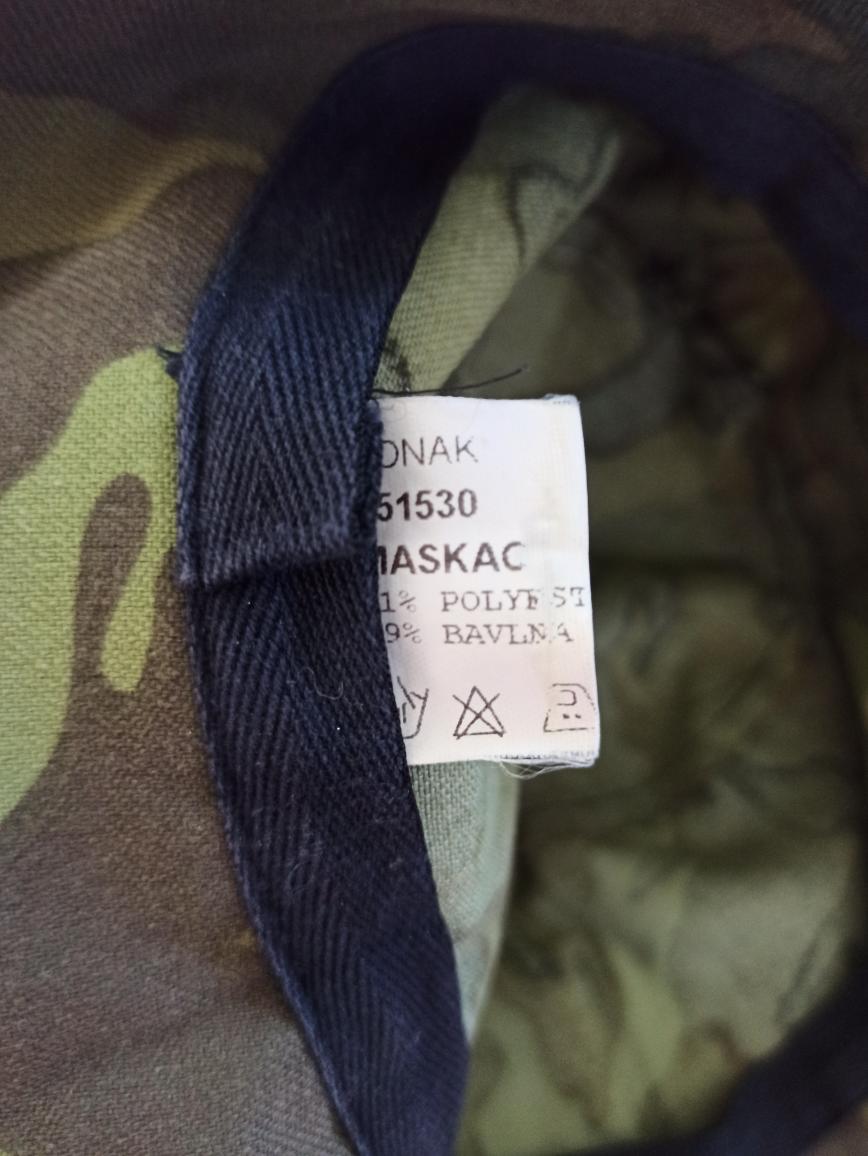 ONAK
51530
MASKAC
1% POLYEST
9% BAVLNA